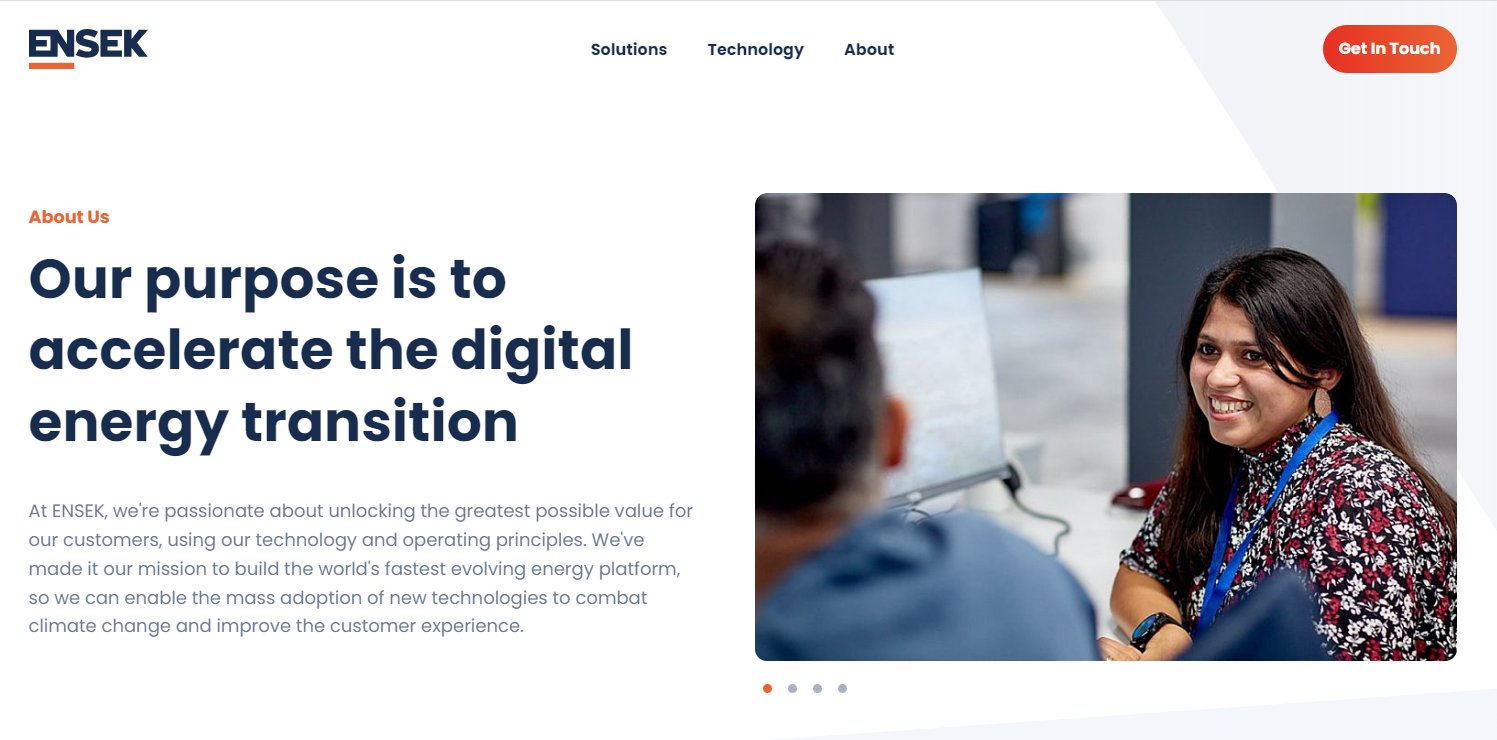 ENSEK
Solutions Technology About
Get In Touch
About Us
Our purpose is to
accelerate the digital
energy transition
At ENSEK, we're passionate about unlocking the greatest possible value for
our customers, using our technology and operating principles. We've
made it our mission to build the world's fastest evolving energy platform,
so we can enable the mass adoption of new technologies to combat
climate change and improve the customer experience.